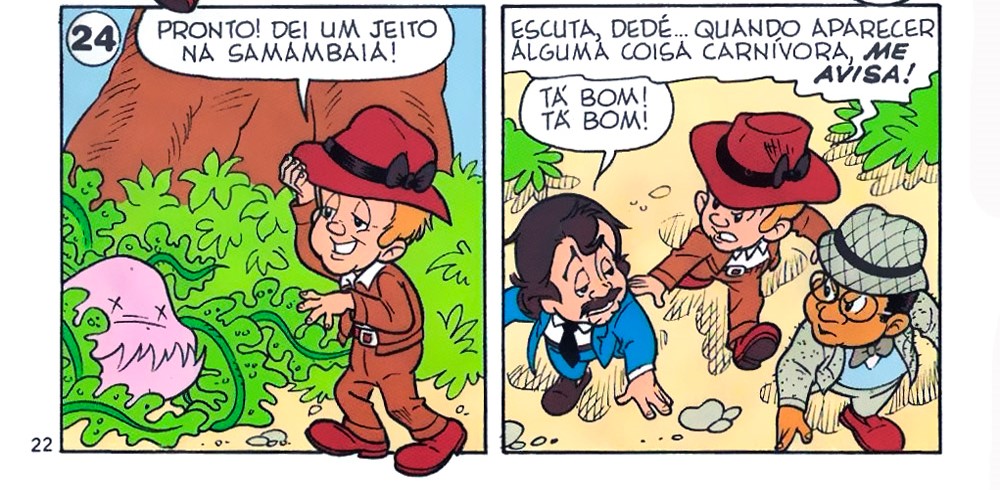 24
PRONTO! DEI UM JEITO
NA SAMAMBAIA!
ESCUTA, DEDÉ... QUANDO APARECER
ALGUMA COISA CARNÍVORA, ME
AVISA!
TÁ BOM!
TÁ BOM!
22